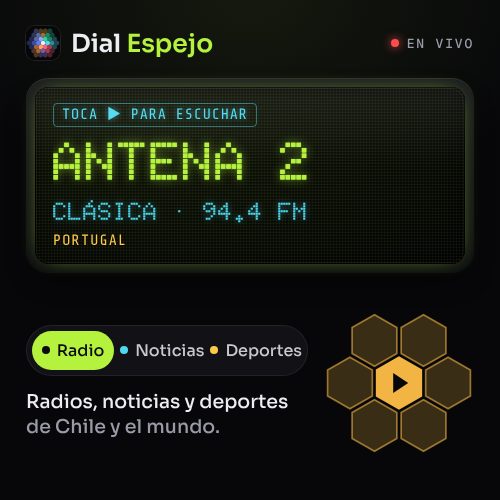 Dial Espejo
EN VIVO
TOCA ▶ PARA ESCUCHAR
ANTENA 2
CLÁSICA · 94.4 FM
PORTUGAL
Radio
Noticias
Deportes
Radios, noticias y deportes
de Chile y el mundo.